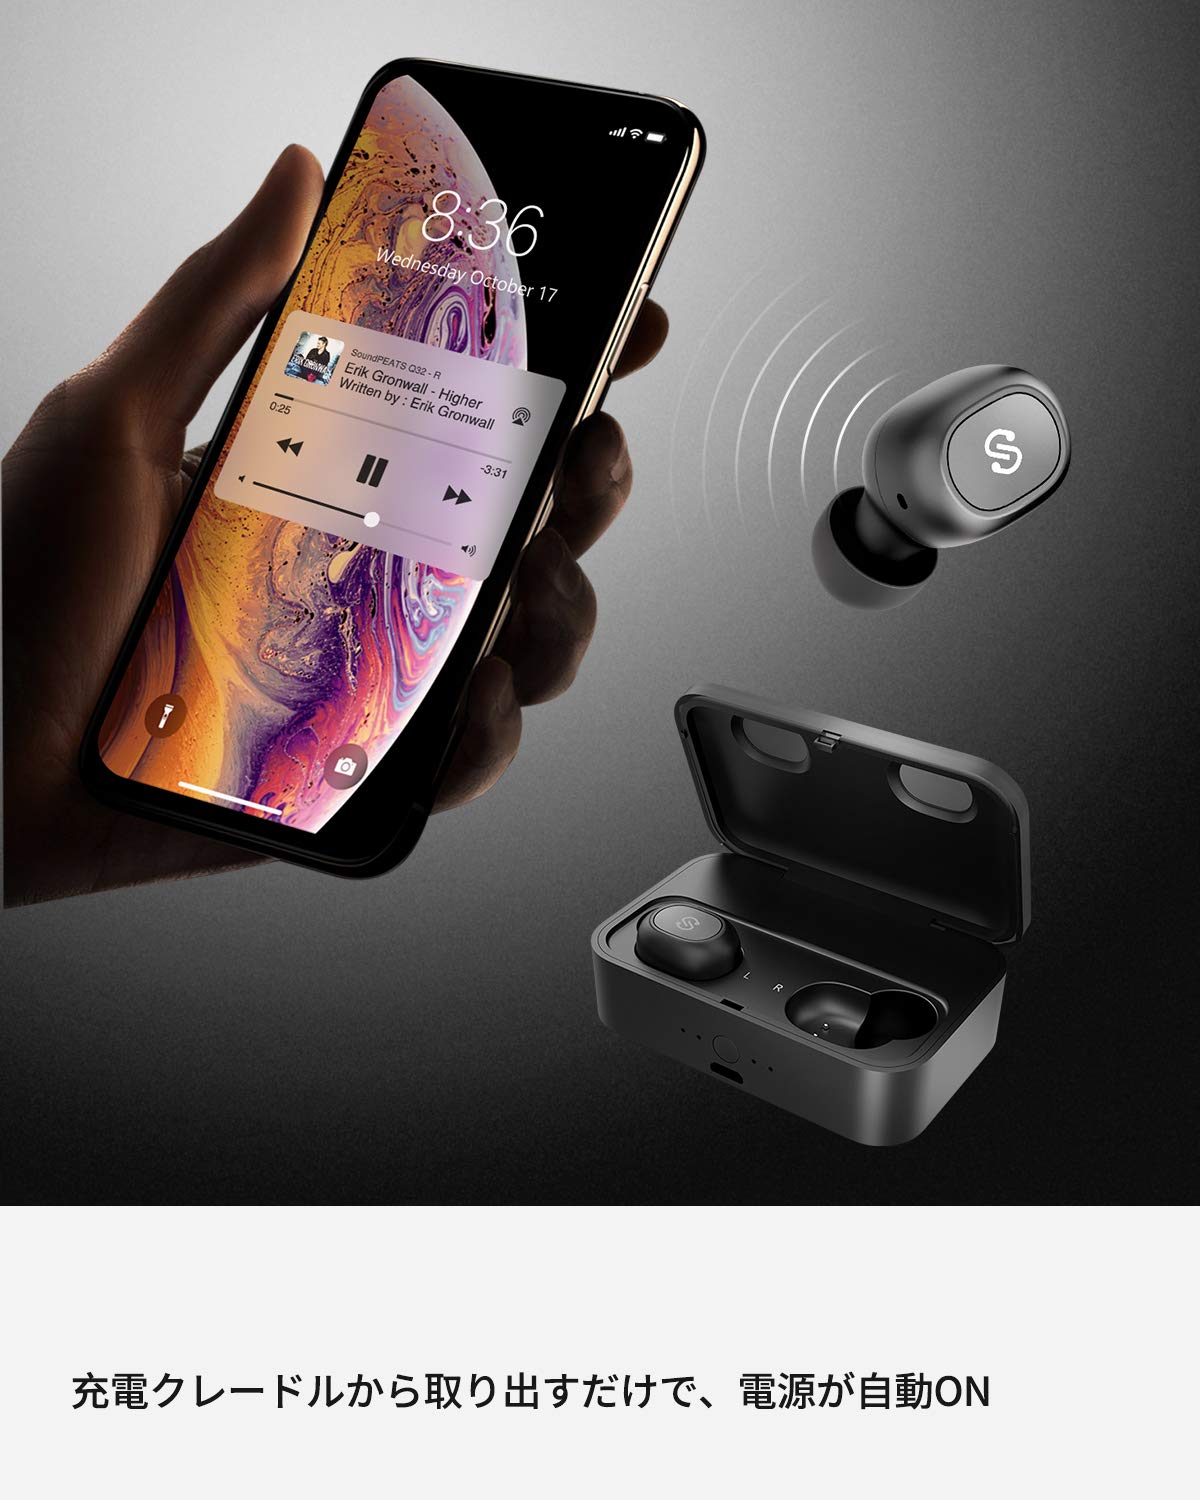 8:36
Wednesday October 17
SoundPEATS Q32 - R
Erik Gronwall - Higher
Written by : Erik Gronwall
0:25
-3:31
L R
充電クレードルから取り出すだけで、電源が自動ON